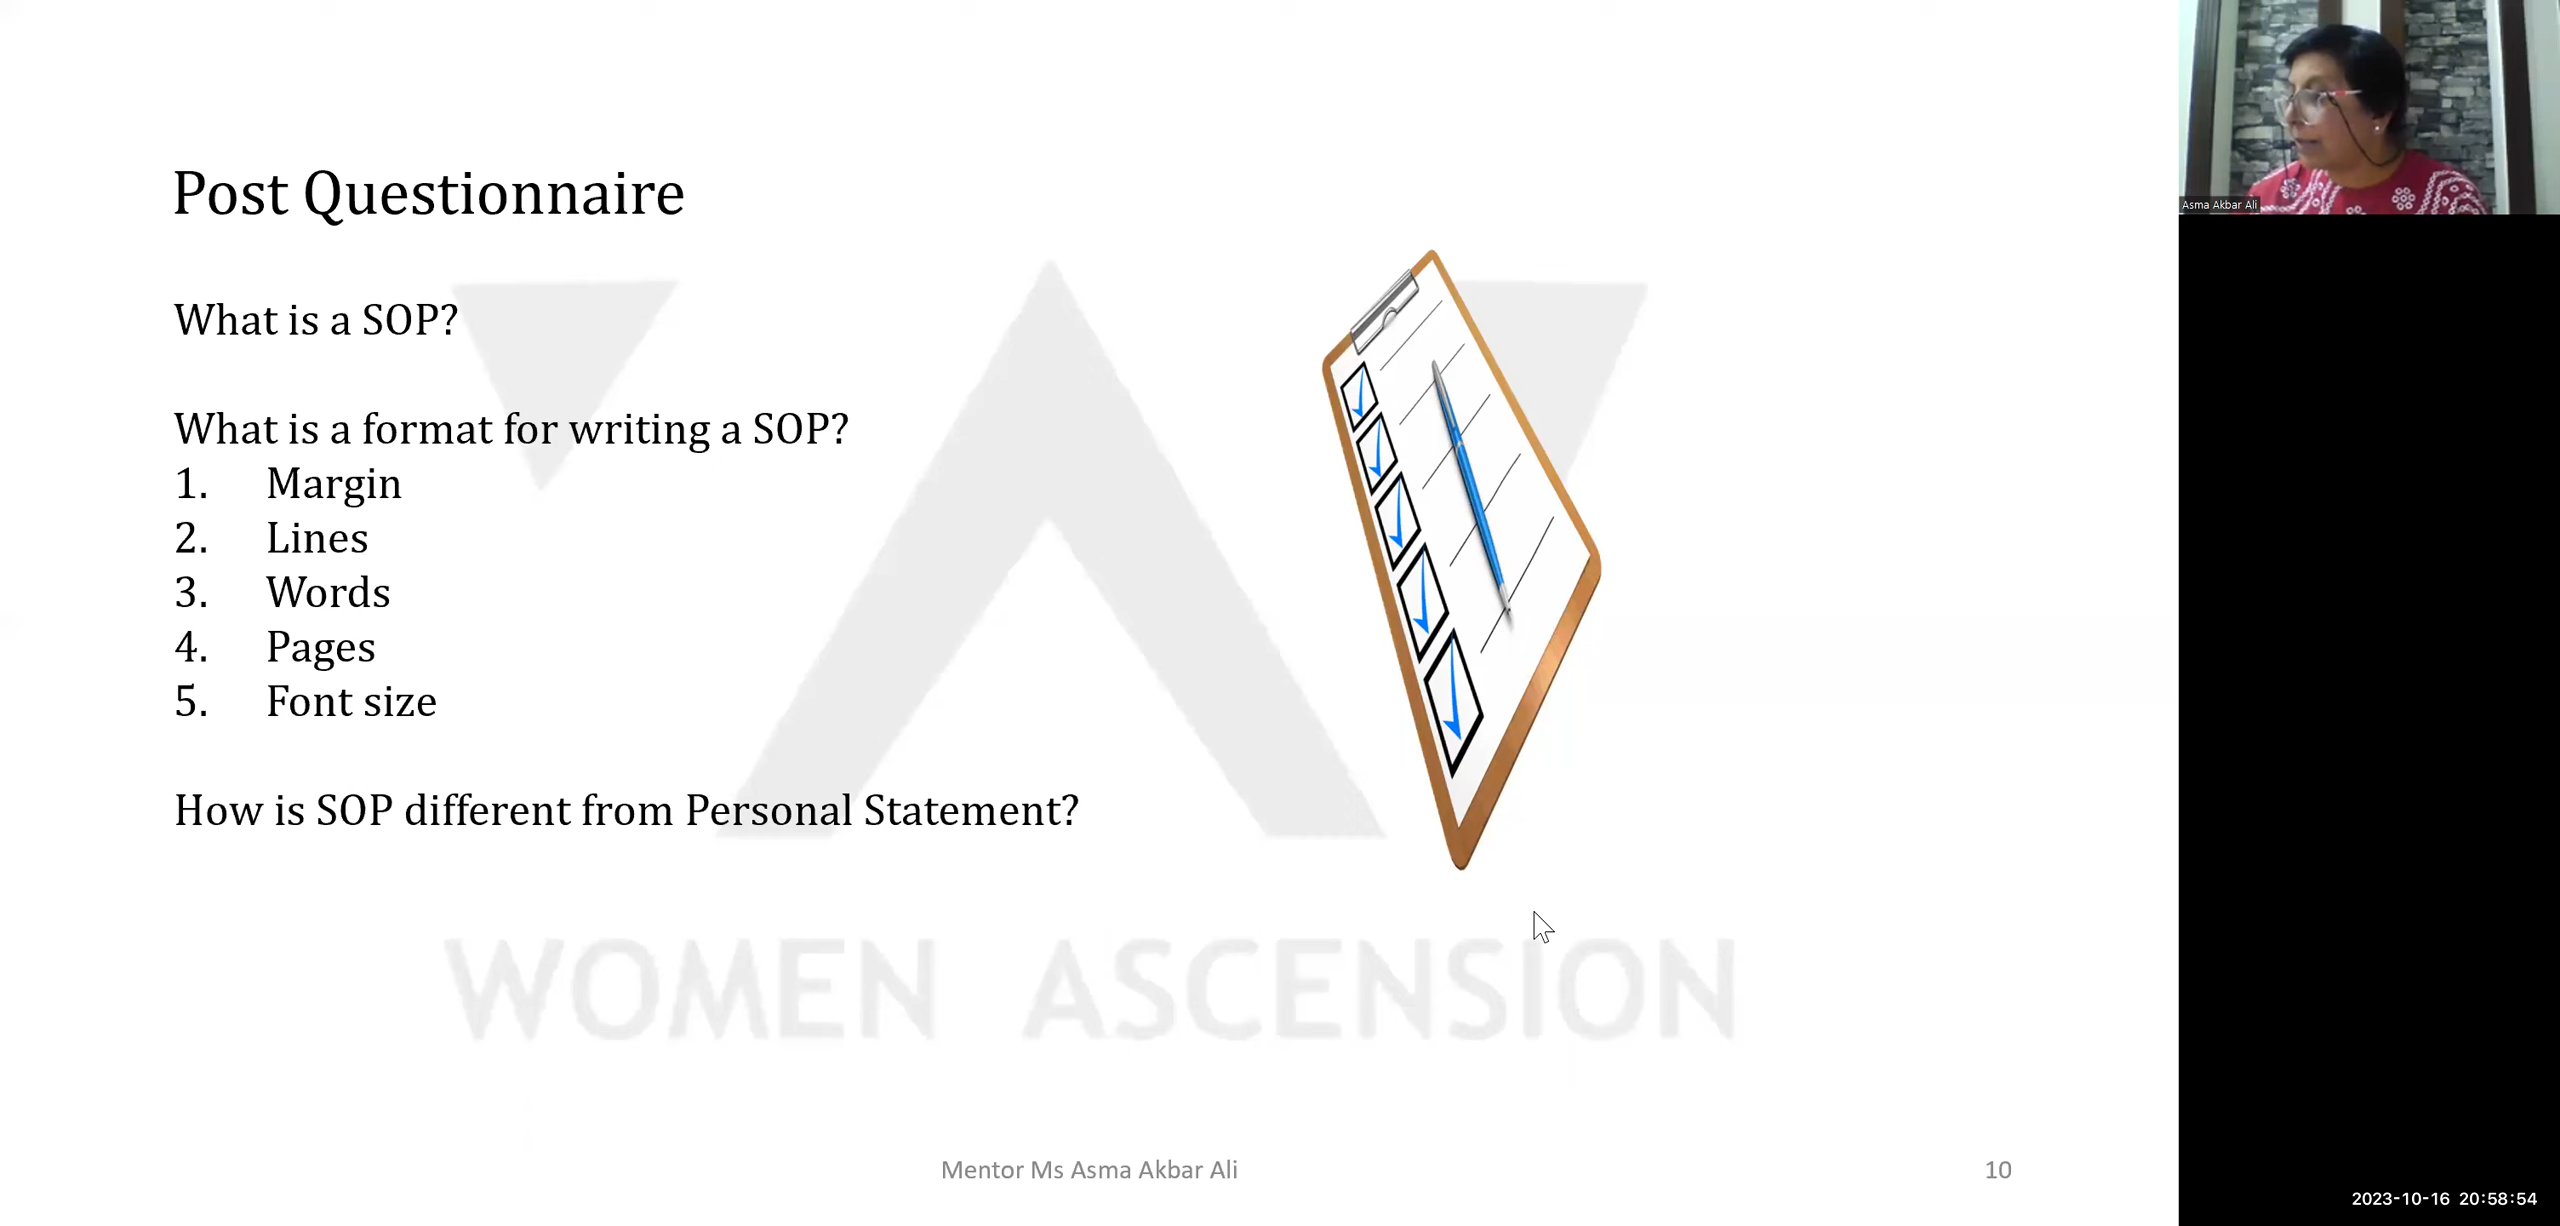 Post Questionnaire
What is a SOP?
What is a format for writing a SOP?
1. Margin
2. Lines
3. Words
4. Pages
5. Font size
How is SOP different from Personal Statement?
WOMEN ASCENSION
Mentor Ms Asma Akbar Ali
10
Asma Akbar Ali
2023-10-16 20:58:54